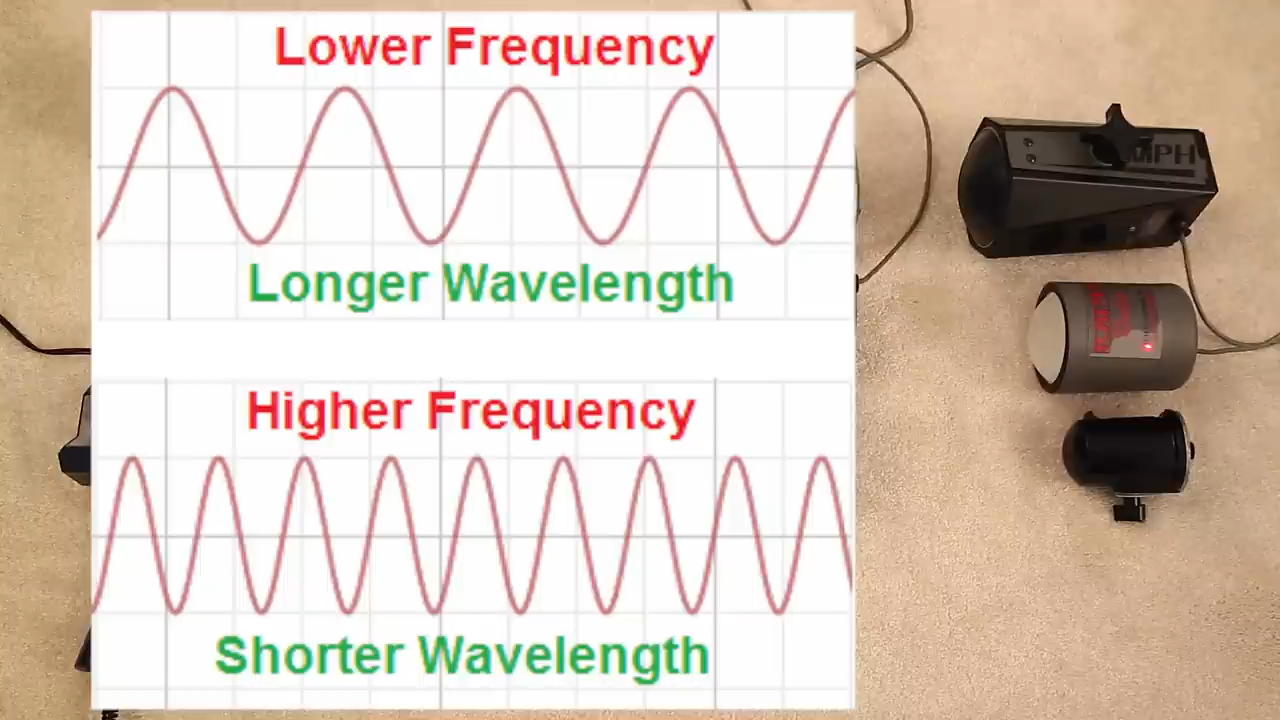 Lower Frequency
Longer Wavelength
Higher Frequency
Shorter Wavelength
MPH